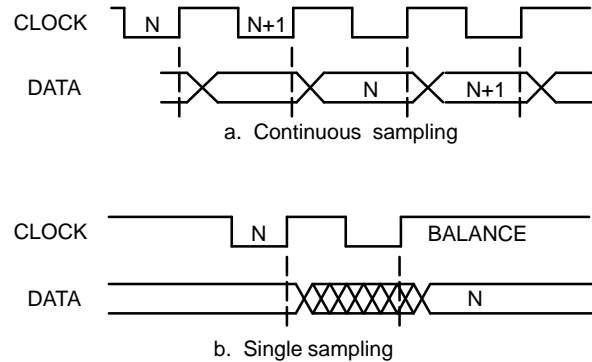 CLOCK N N+1
DATA N N+1
a. Continuous sampling
CLOCK N BALANCE
DATA N
b. Single sampling